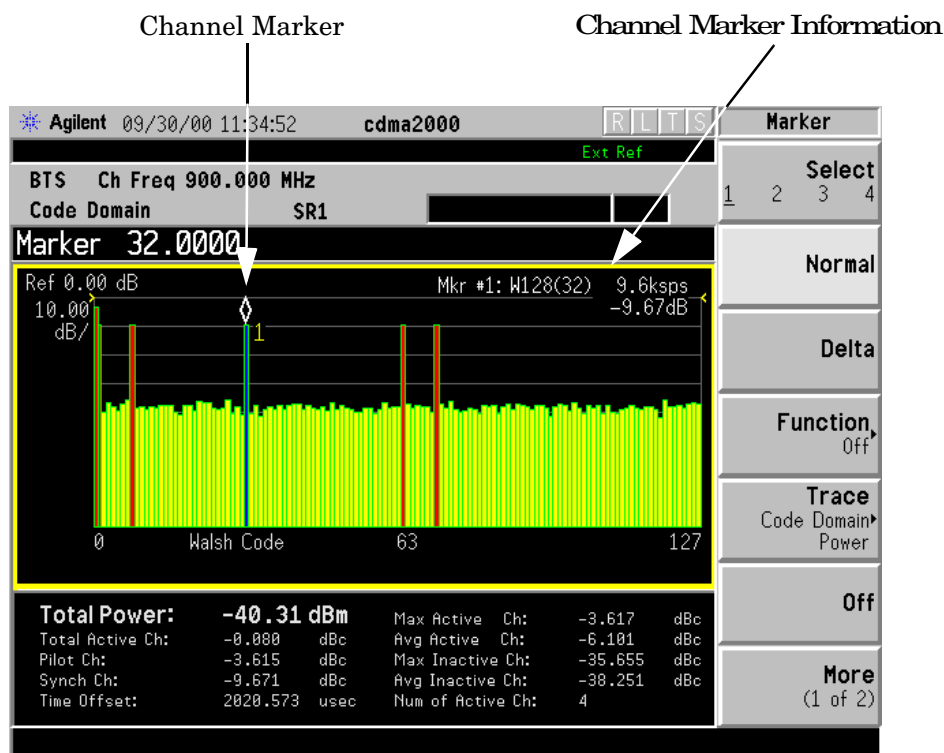 Channel Marker Channel Marker Information
Agilent 09/30/00 11:34:52 cdma2000 R L T S Marker
Ext Ref
BTS Ch Freq 900.000 MHz
Code Domain SR1
Select
1 2 3 4
Marker 32.0000
Normal
Ref 0.00 dB Mkr #1: W128(32) 9.6ksps
-9.67dB
10.00
dB/
1
Delta
Function
Off
Trace
Code Domain
Power
0 Walsh Code 63 127
Off
Total Power: -40.31 dBm Max Active Ch: -3.617 dBc
Total Active Ch: -0.080 dBc Avg Active Ch: -6.101 dBc
Pilot Ch: -3.615 dBc Max Inactive Ch: -35.655 dBc
Synch Ch: -9.671 dBc Avg Inactive Ch: -38.251 dBc
Time Offset: 2020.573 usec Num of Active Ch: 4
More
(1 of 2)